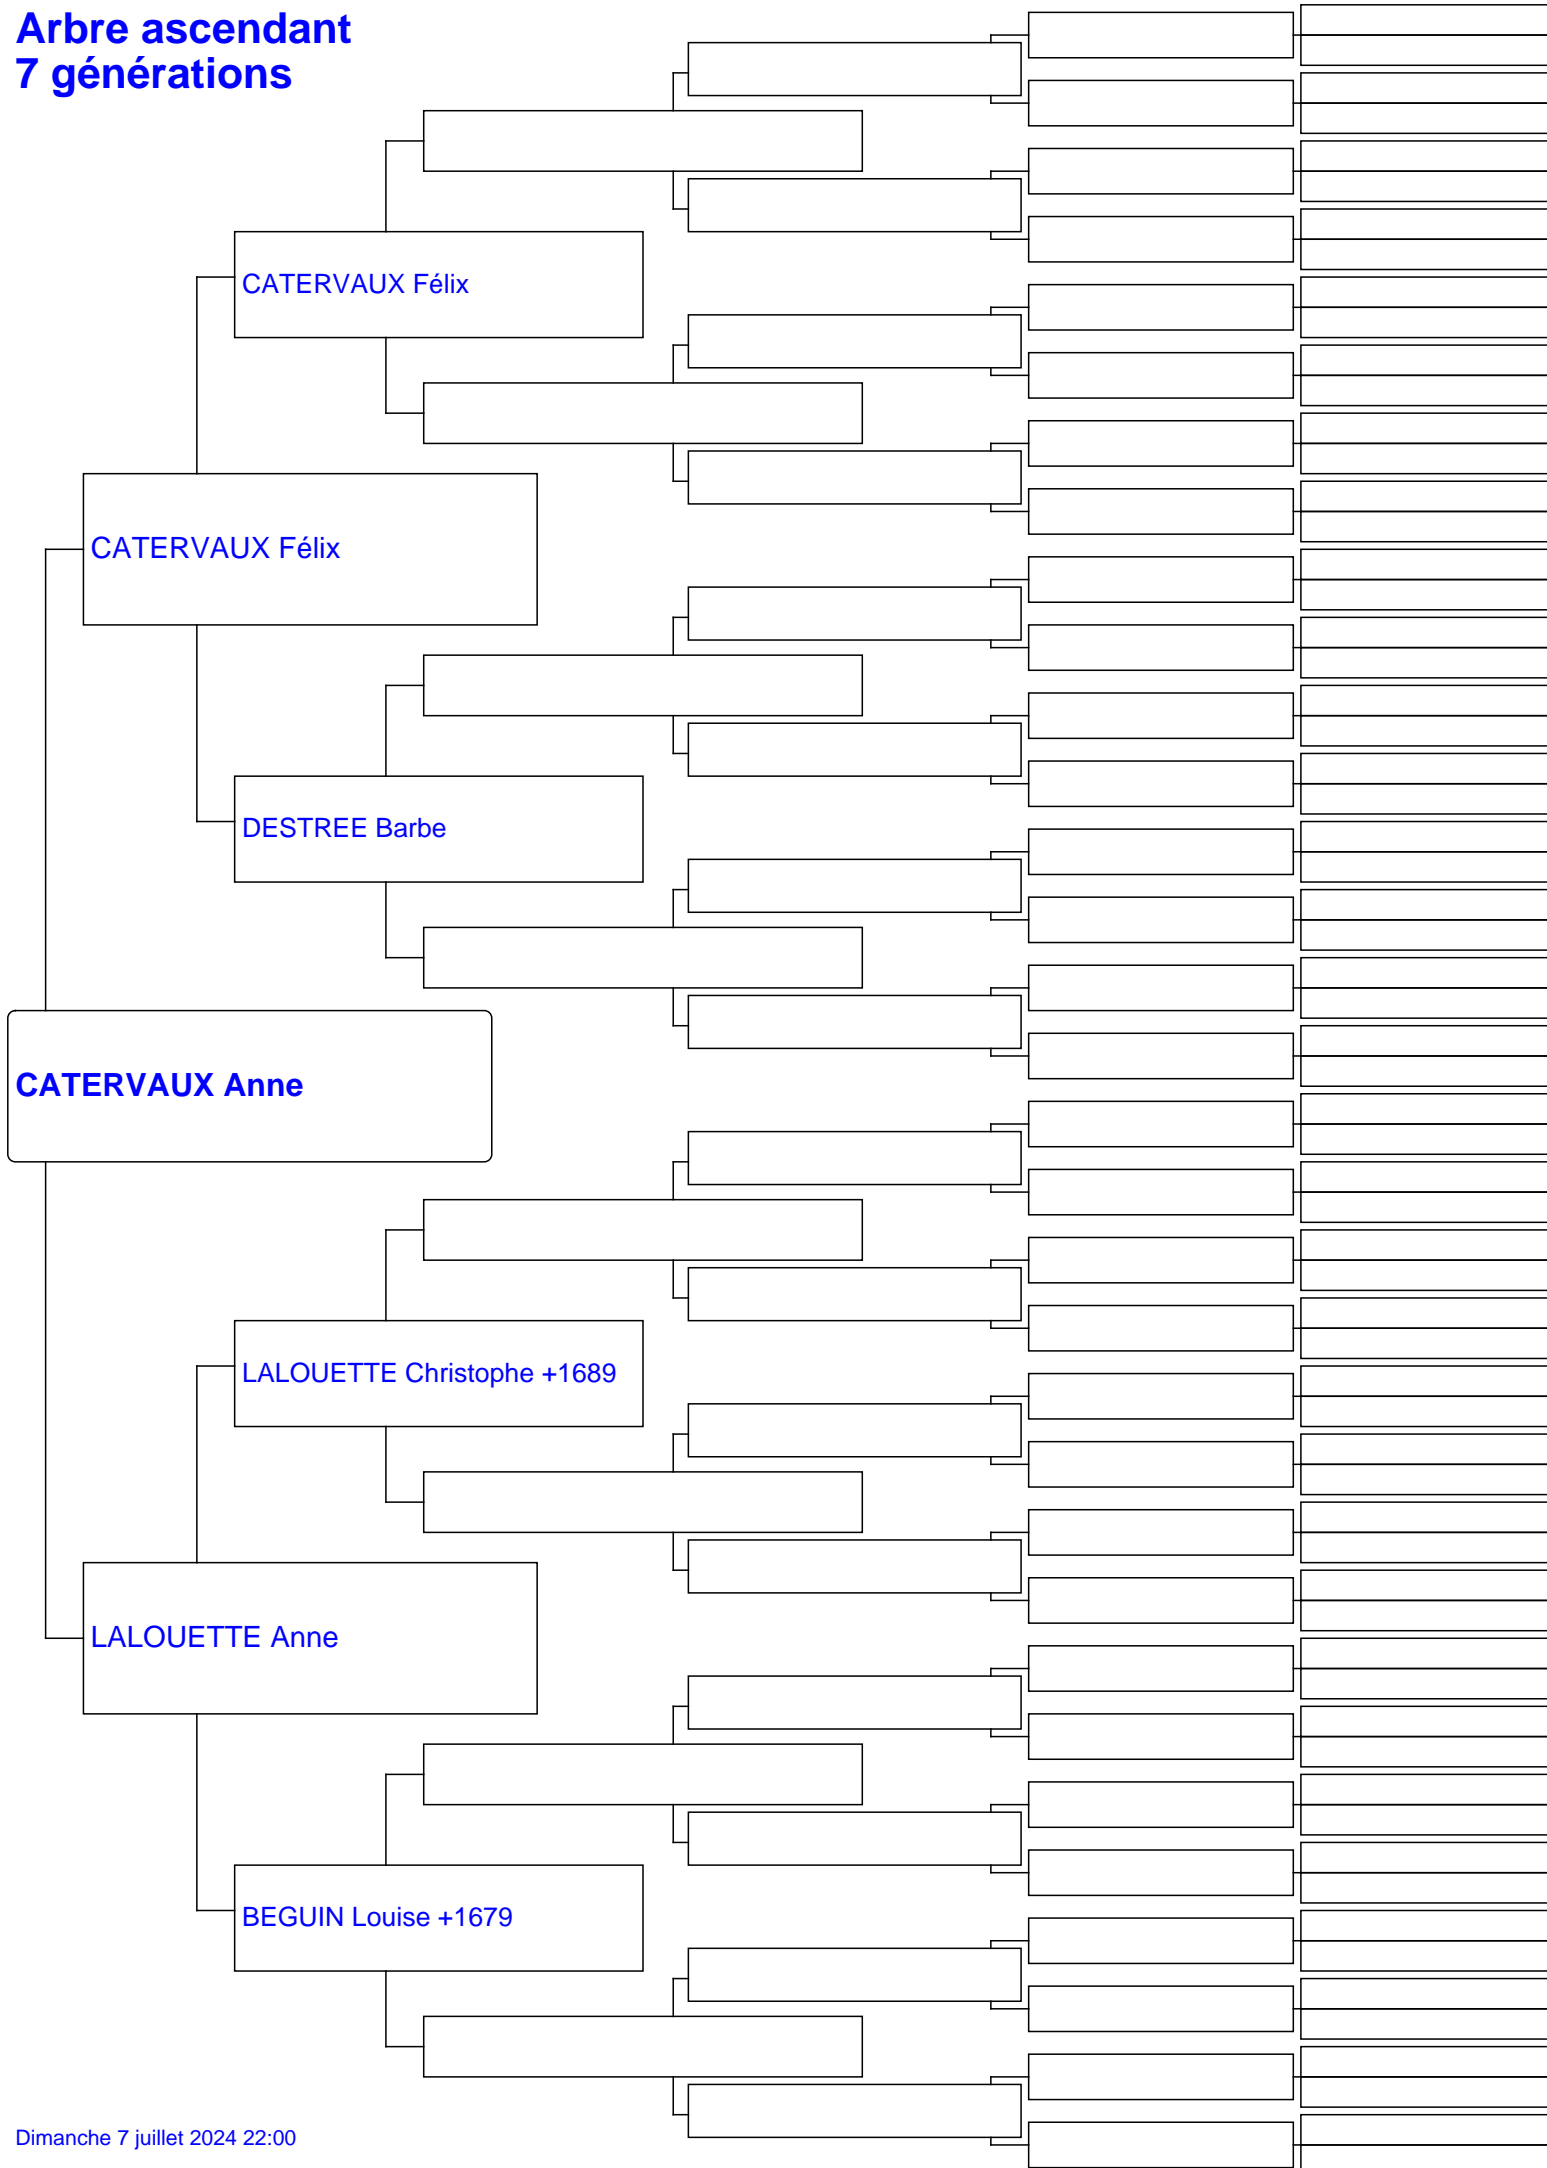 Arbre ascendant
7 générations
CATERVAUX Félix
CATERVAUX Félix
DESTREE Barbe
CATERVAUX Anne
LALOUETTE Christophe +1689
LALOUETTE Anne
BEGUIN Louise +1679
Dimanche 7 juillet 2024 22:00